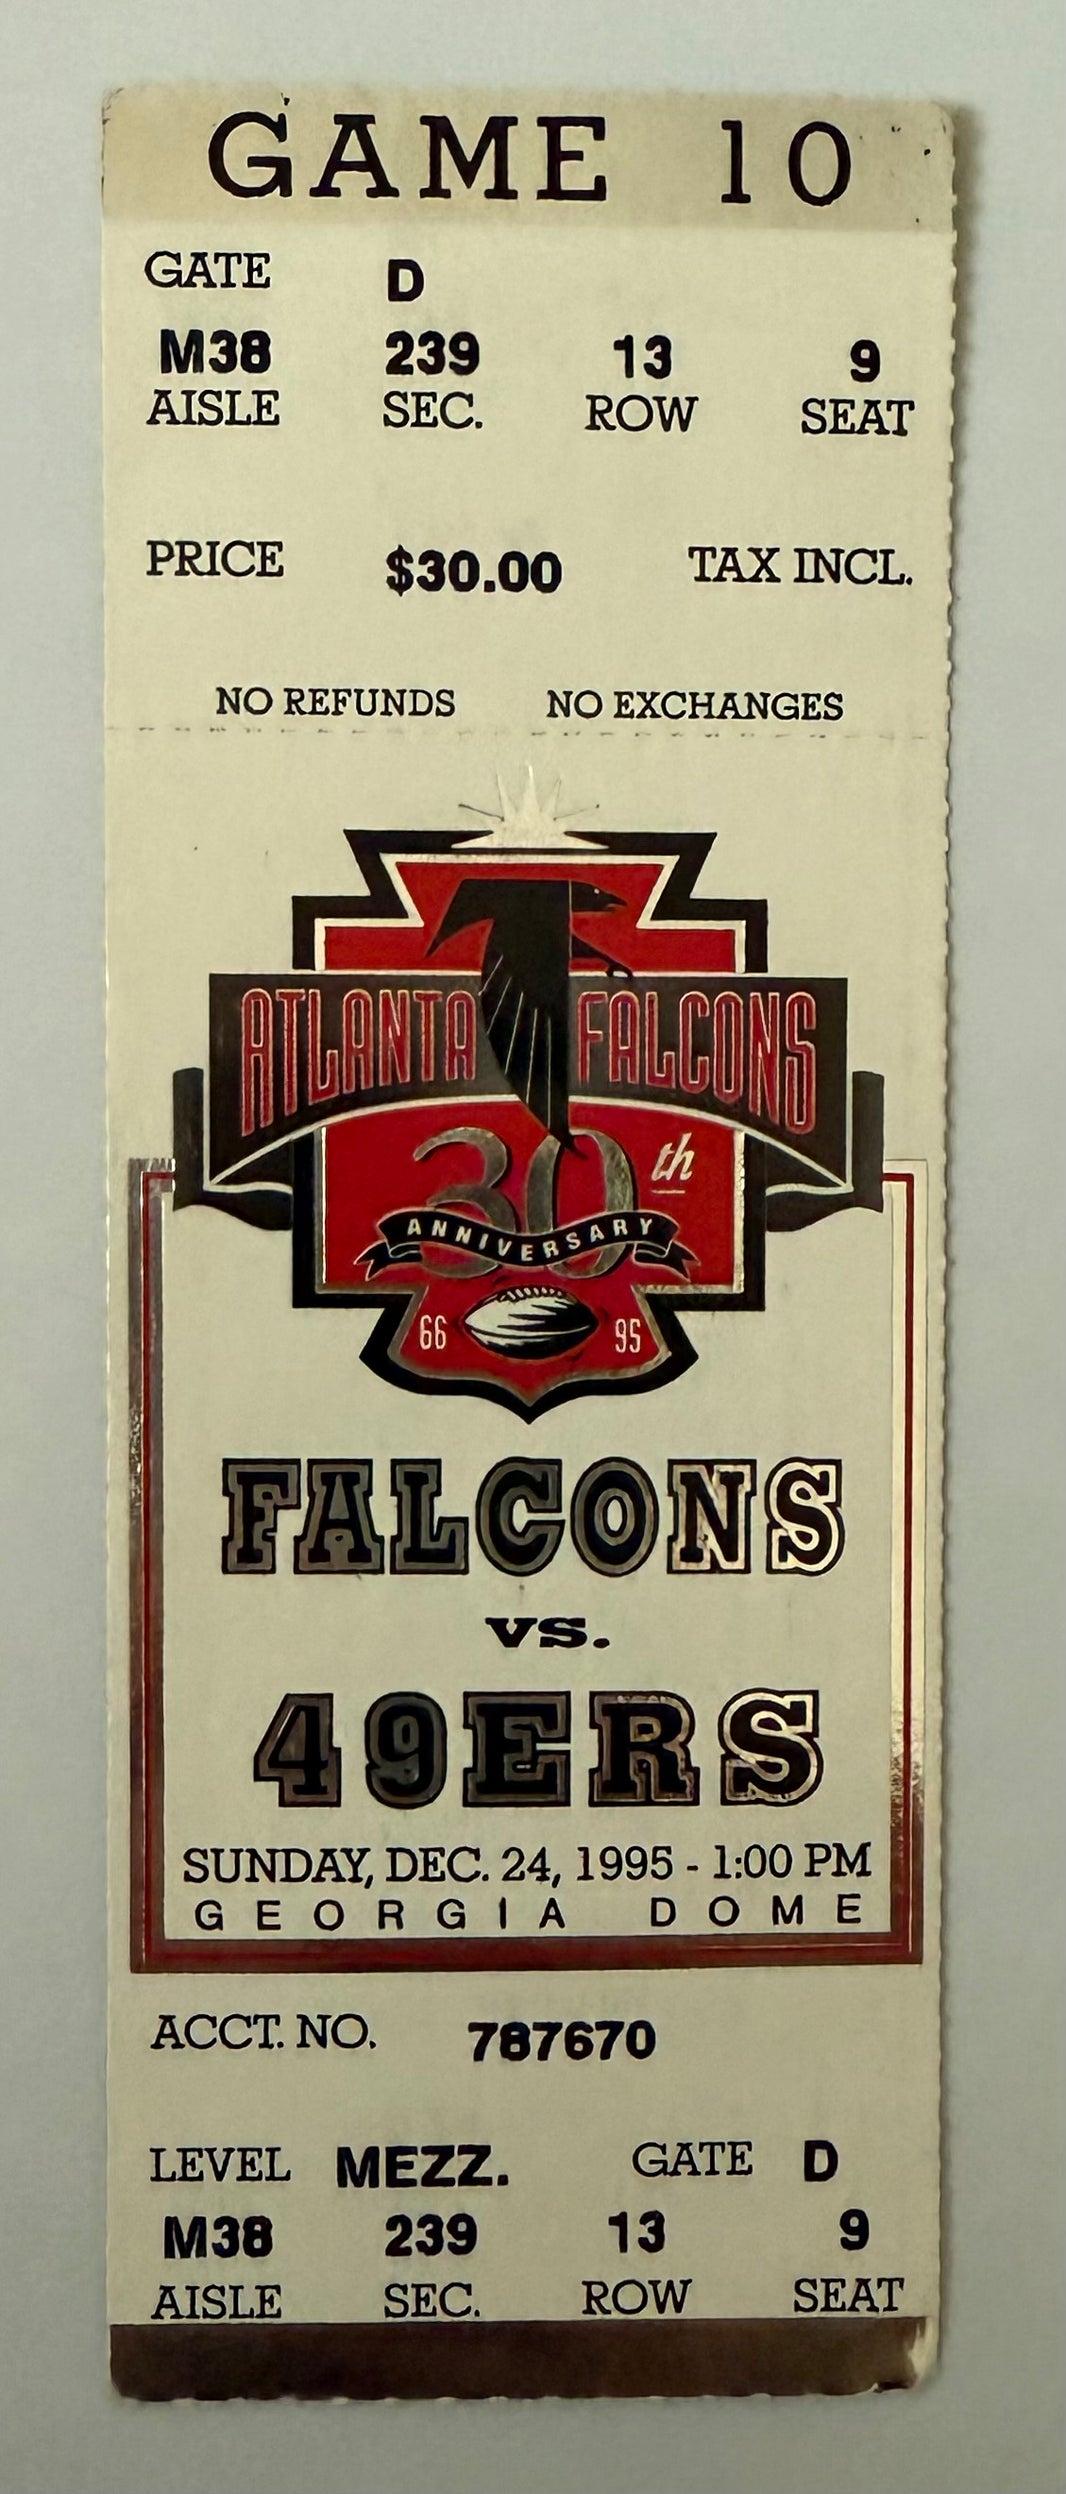 GAME 10
GATE D
M38 239 13 9
AISLE SEC. ROW SEAT
PRICE $30.00 TAX INCL.
NO REFUNDS NO EXCHANGES
ATLANTA FALCONS
30th
ANNIVERSARY
66 95
FALCONS
vs.
49ERS
SUNDAY, DEC. 24, 1995 - 1:00 PM
GEORGIA DOME
ACCT. NO. 787670
LEVEL MEZZ. GATE D
M38 239 13 9
AISLE SEC. ROW SEAT